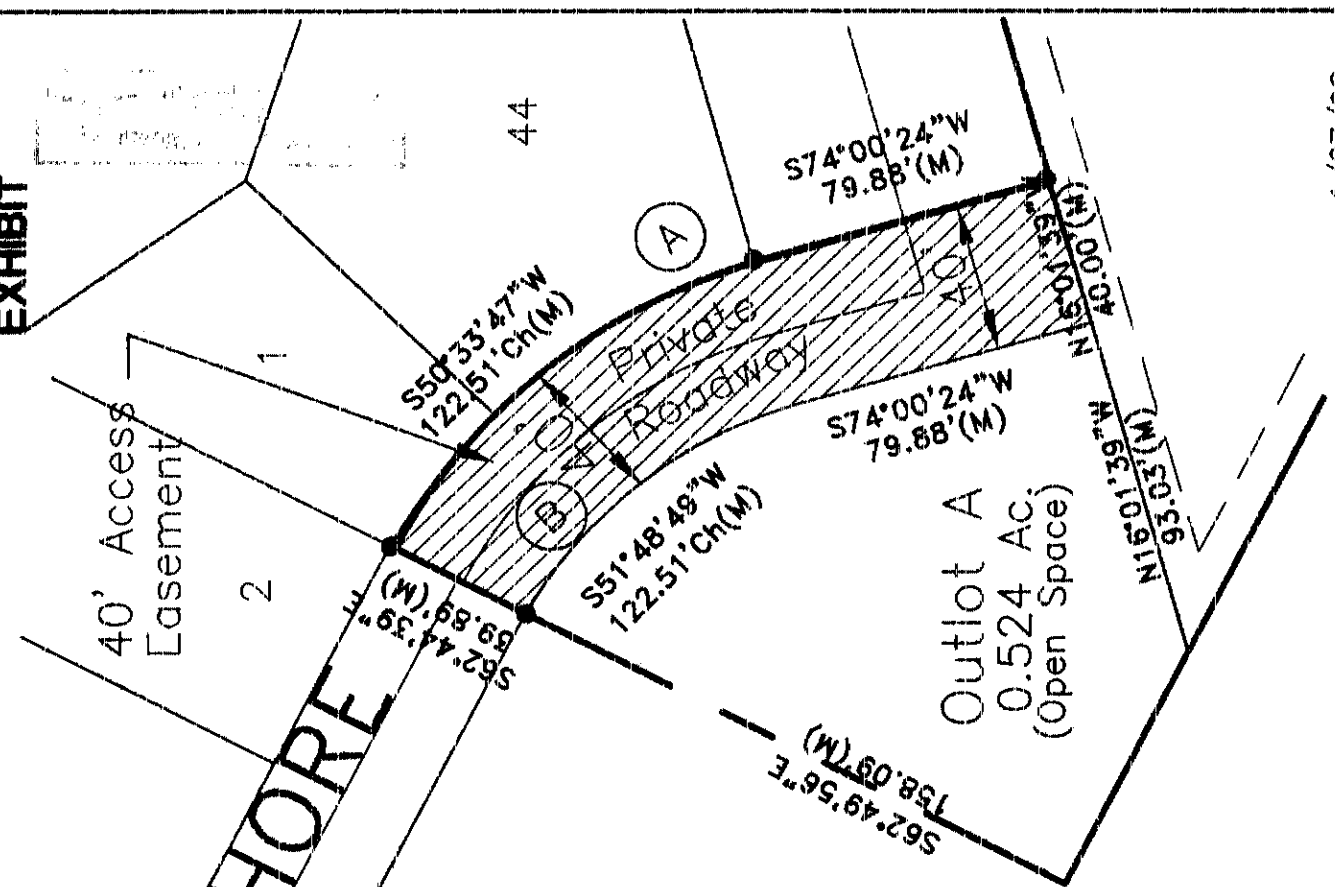 EXHIBIT
40' Access
Easement
1
2
44
S74°00'24"W
79.88'(M)
A
S50°33'47"W
122.51'Ch(M)
Private
Roadway
40'
40'
B
N16°01'39"W
40.00'(M)
S74°00'24"W
79.88'(M)
S51°48'48"W
122.51'Ch(M)
S62°44'39"E
39.89'(M)
N16°01'39"W
93.03'(M)
Outlot A
0.524 Ac.
(Open Space)
HORE
S62°49'56"E
158.09'(M)